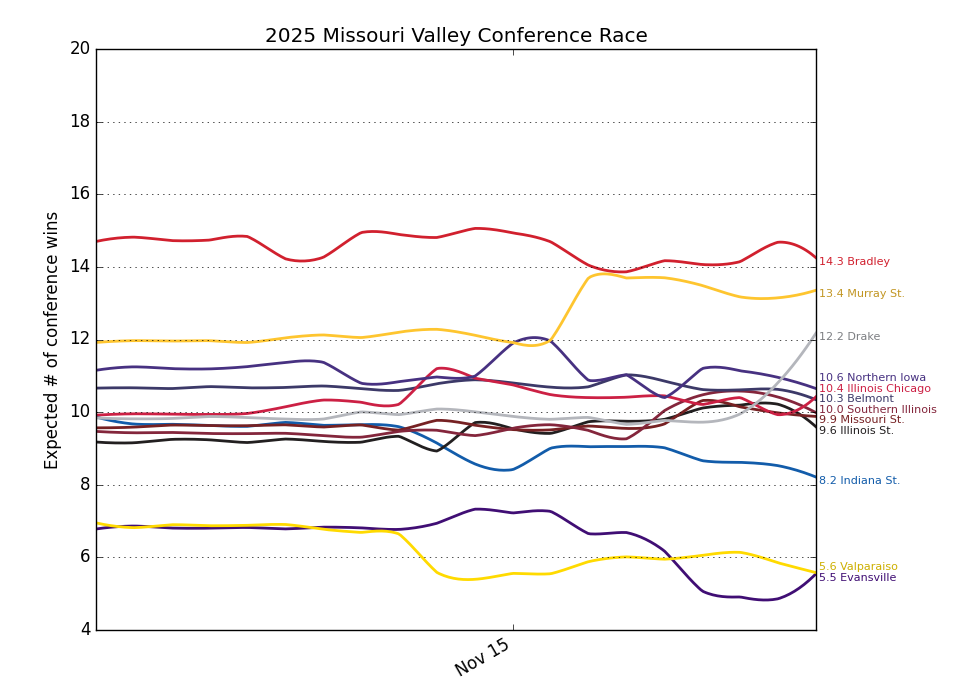 2025 Missouri Valley Conference Race
Expected # of conference wins
20
18
16
14
12
10
8
6
4
14.3 Bradley
13.4 Murray St.
12.2 Drake
10.6 Northern Iowa
10.4 Illinois Chicago
10.3 Belmont
10.0 Southern Illinois
9.9 Missouri St.
9.6 Illinois St.
8.2 Indiana St.
5.6 Valparaiso
5.5 Evansville
Nov 15